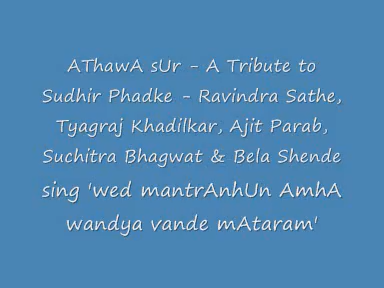 AThawA sUr - A Tribute to
Sudhir Phadke - Ravindra Sathe,
Tyagraj Khadilkar, Ajit Parab,
Suchitra Bhagwat & Bela Shende
sing 'wed mantrAnhUn AmhA
wandya vande mAtaram'